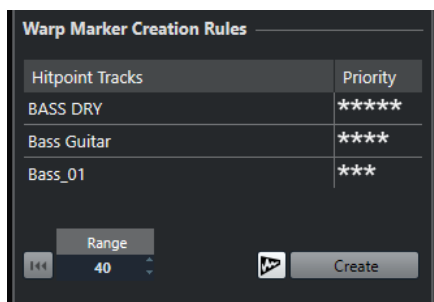 Warp Marker Creation Rules
Hitpoint Tracks Priority
BASS DRY *****
Bass Guitar ****
Bass_01 ***
Range
40 Create